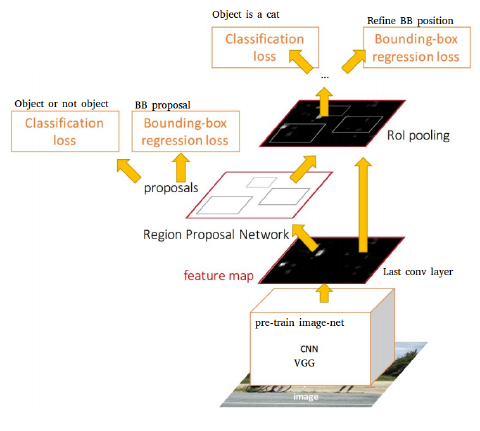 Object is a cat
Refine BB position
Classification
loss
Bounding-box
regression loss
...
Object or not object
BB proposal
Classification
loss
Bounding-box
regression loss
RoI pooling
proposals
Region Proposal Network
feature map
Last conv layer
pre-train image-net
CNN
VGG
image